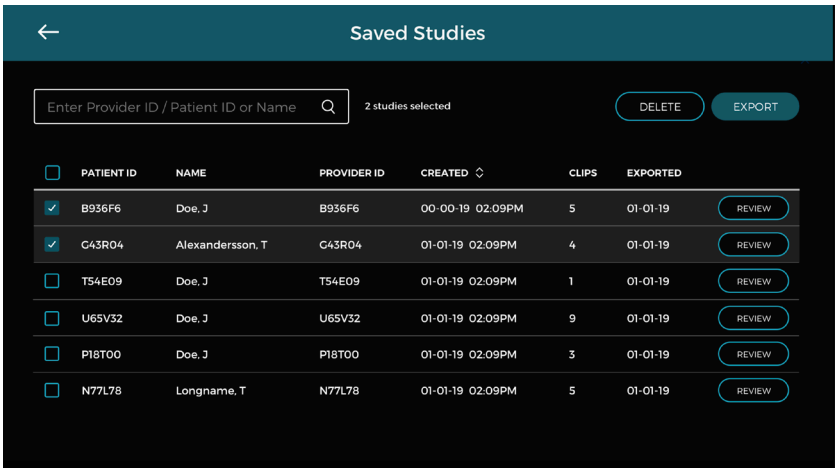 Saved Studies
Enter Provider ID / Patient ID or Name 2 studies selected DELETE EXPORT
PATIENT ID NAME PROVIDER ID CREATED CLIPS EXPORTED
B936F6 Doe, J B936F6 00-00-19 02:09PM 5 01-01-19 REVIEW
G43R04 Alexandersson, T G43R04 01-01-19 02:09PM 4 01-01-19 REVIEW
T54E09 Doe, J T54E09 01-01-19 02:09PM 1 01-01-19 REVIEW
U65V32 Doe, J U65V32 01-01-19 02:09PM 9 01-01-19 REVIEW
P18T00 Doe, J P18T00 01-01-19 02:09PM 3 01-01-19 REVIEW
N77L78 Longname, T N77L78 01-01-19 02:09PM 5 01-01-19 REVIEW